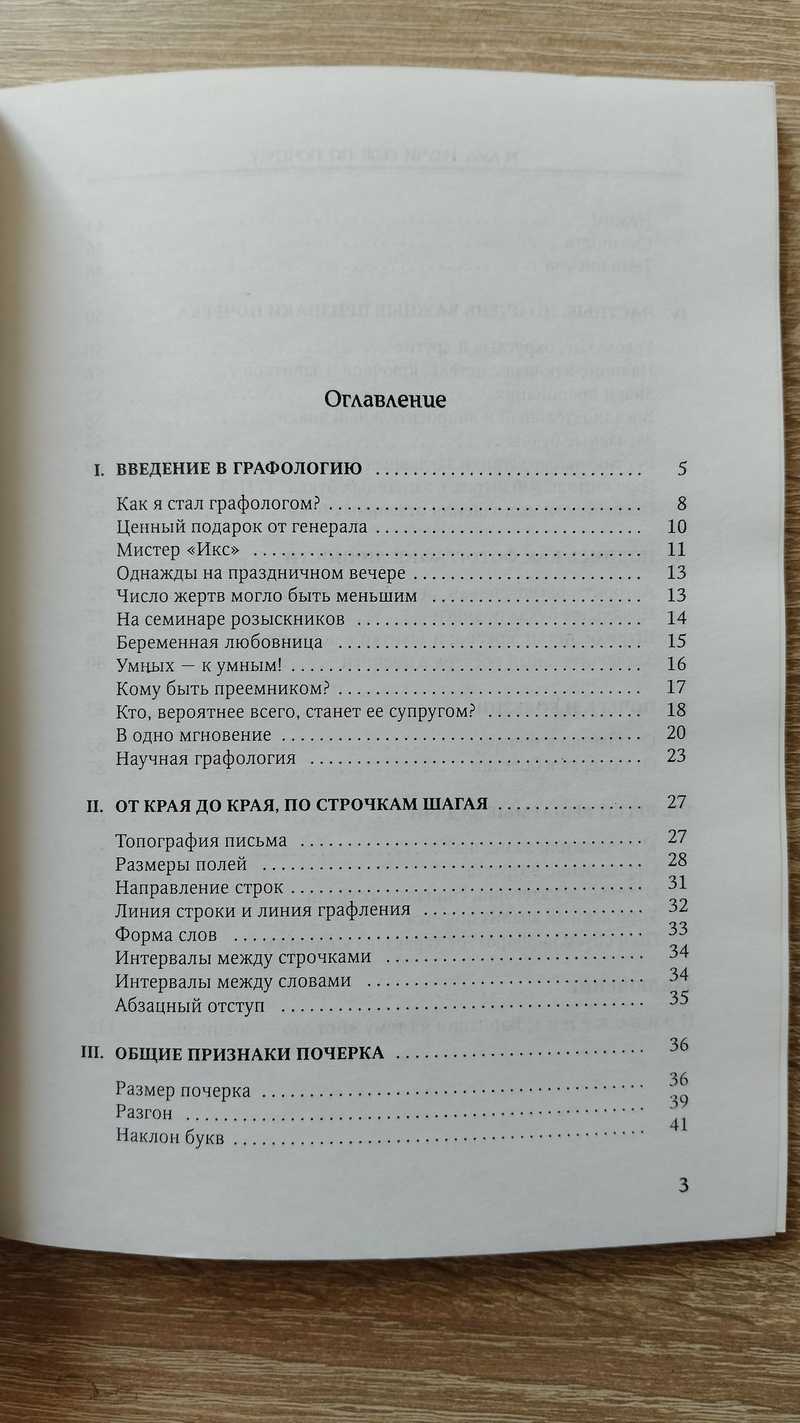 Оглавление
I. ВВЕДЕНИЕ В ГРАФОЛОГИЮ ........................... 5
Как я стал графологом? ................................ 8
Ценный подарок от генерала ........................... 10
Мистер «Икс» ........................................ 11
Однажды на праздничном вечере ....................... 13
Число жертв могло быть меньшим ...................... 13
На семинаре розыскников ............................. 14
Беременная любовница ................................ 15
Умных — к умным! .................................... 16
Кому быть преемником? ............................... 17
Кто, вероятнее всего, станет ее супругом? ................ 18
В одно мгновение ..................................... 20
Научная графология .................................. 23
II. ОТ КРАЯ ДО КРАЯ, ПО СТРОЧКАМ ШАГАЯ ............... 27
Топография письма ................................... 27
Размеры полей ....................................... 28
Направление строк .................................... 31
Линия строки и линия графления ...................... 32
Форма слов .......................................... 33
Интервалы между строчками .......................... 34
Интервалы между словами ............................ 34
Абзацный отступ ..................................... 35
III. ОБЩИЕ ПРИЗНАКИ ПОЧЕРКА ......................... 36
Размер почерка ....................................... 36
Разгон .............................................. 39
Наклон букв .......................................... 41
3